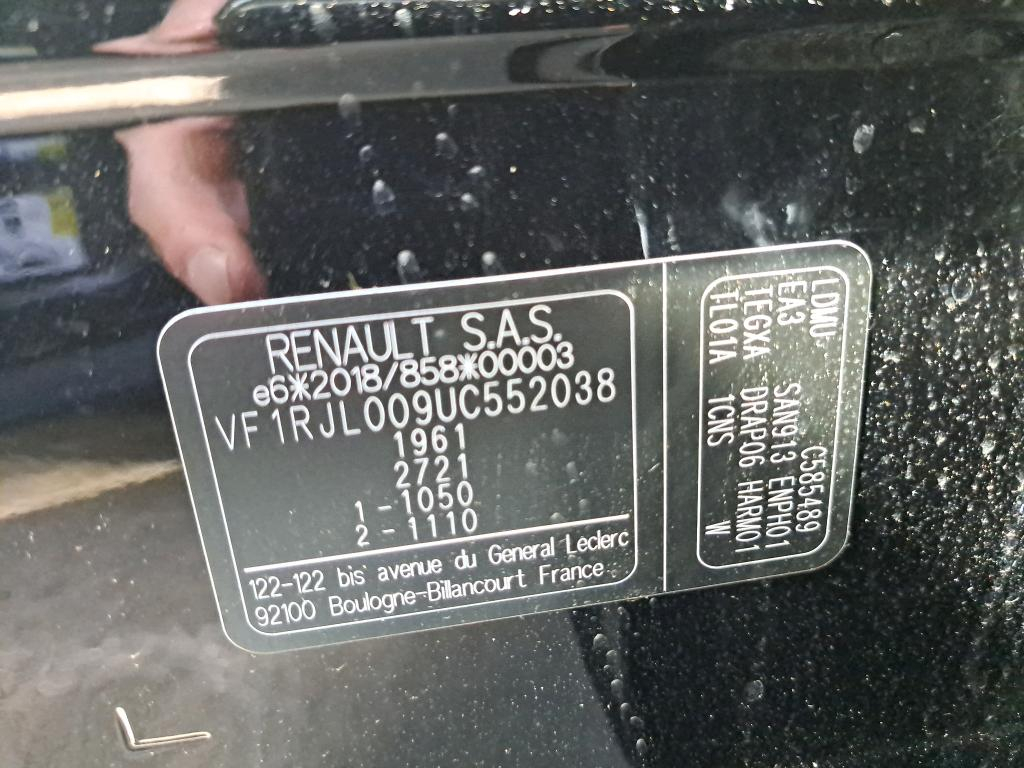 RENAULT S.A.S.
e6*2018/858*00003
VF1RJL009UC552038
1961
2721
1 - 1050
2 - 1110
122-122 bis avenue du General Leclerc
92100 Boulogne-Billancourt France
LDMU C585489
EA3 SAN913 ENPH01
TEGXA DRAP06 HARM01
TL01A 1CNS W